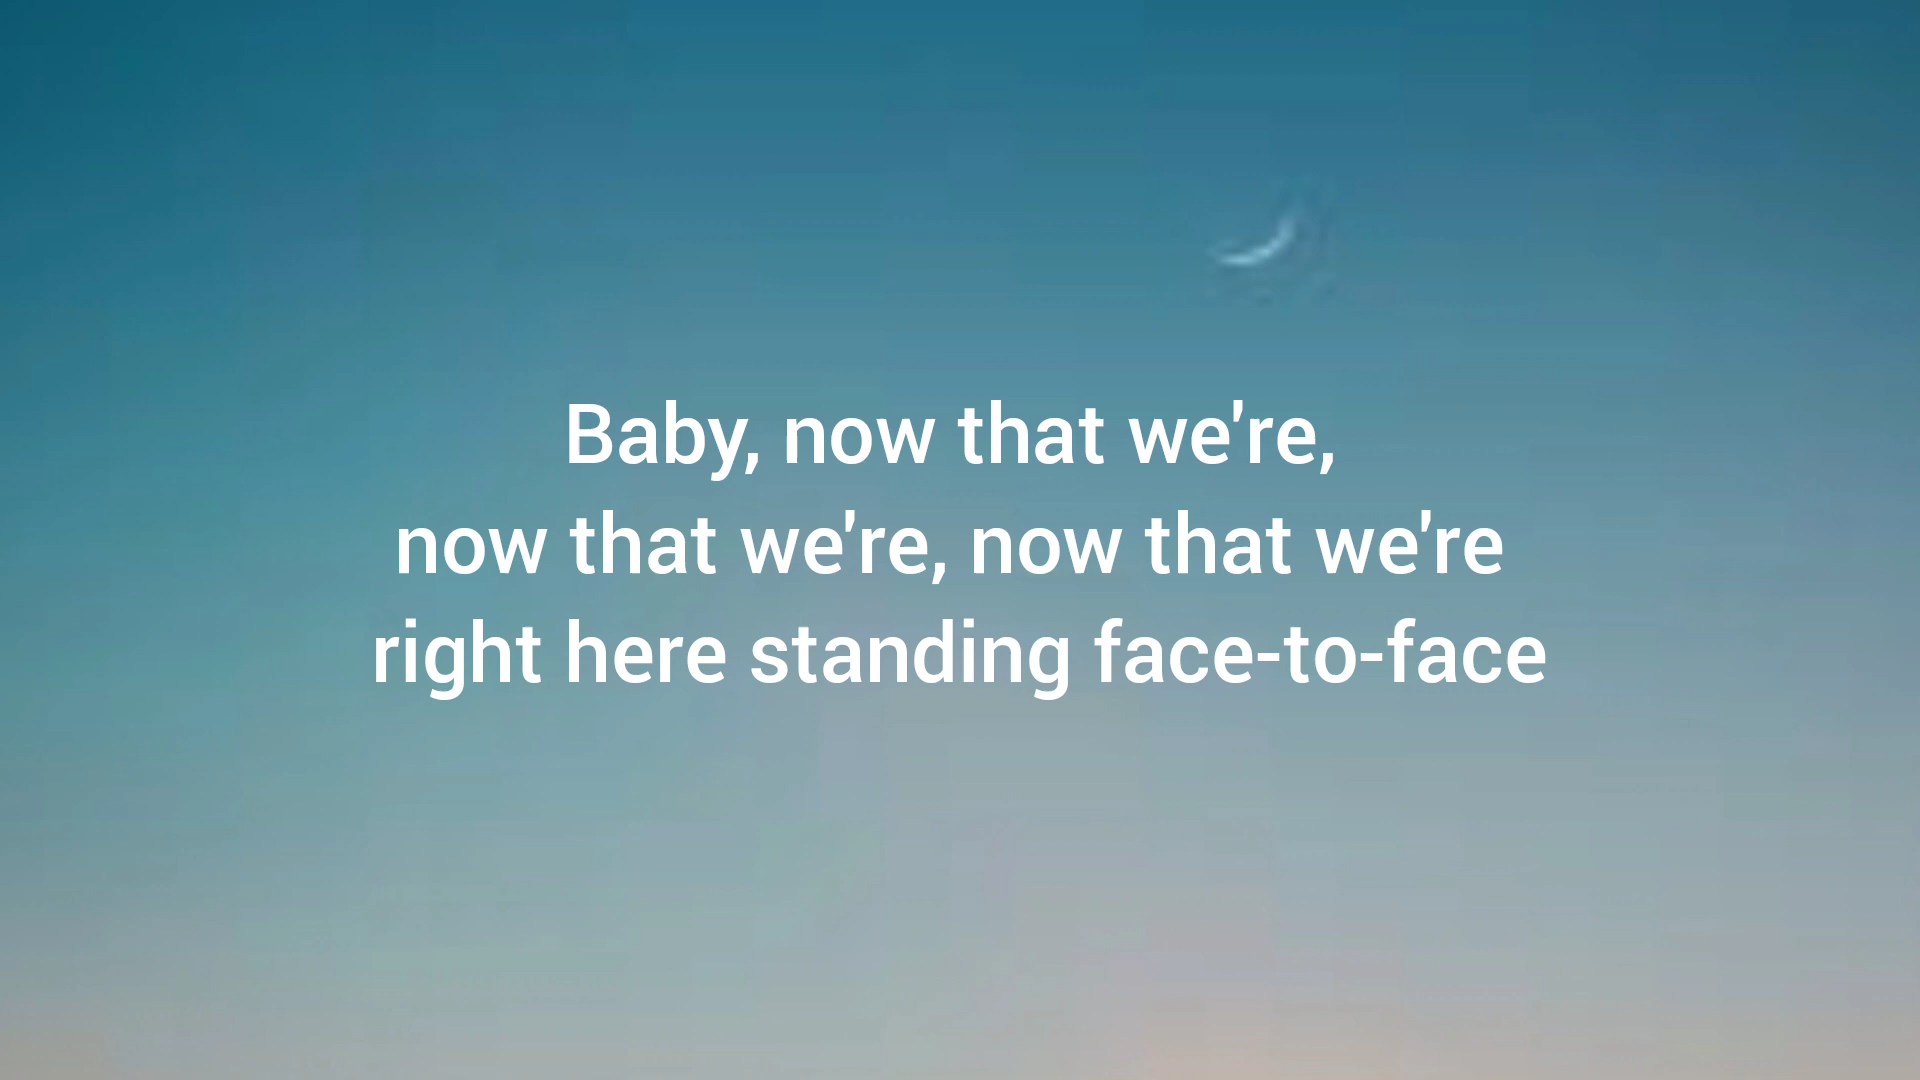 Baby, now that we're,
now that we're, now that we're
right here standing face-to-face